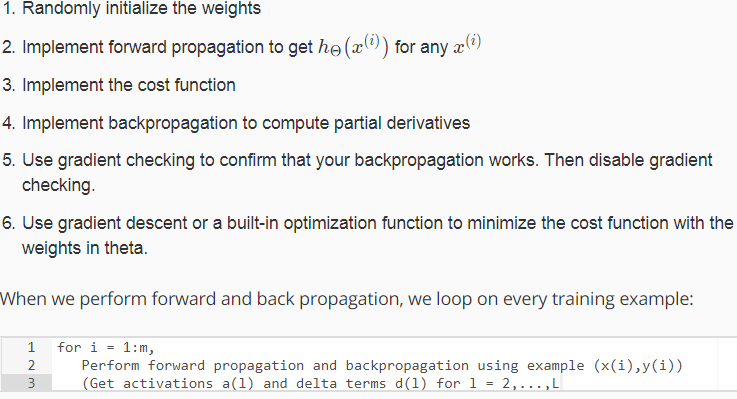 1. Randomly initialize the weights
2. Implement forward propagation to get hΘ(x(i)) for any x(i)
3. Implement the cost function
4. Implement backpropagation to compute partial derivatives
5. Use gradient checking to confirm that your backpropagation works. Then disable gradient
checking.
6. Use gradient descent or a built-in optimization function to minimize the cost function with the
weights in theta.
When we perform forward and back propagation, we loop on every training example:
1 for i = 1:m,
2 Perform forward propagation and backpropagation using example (x(i),y(i))
3 (Get activations a(l) and delta terms d(l) for l = 2,...,L